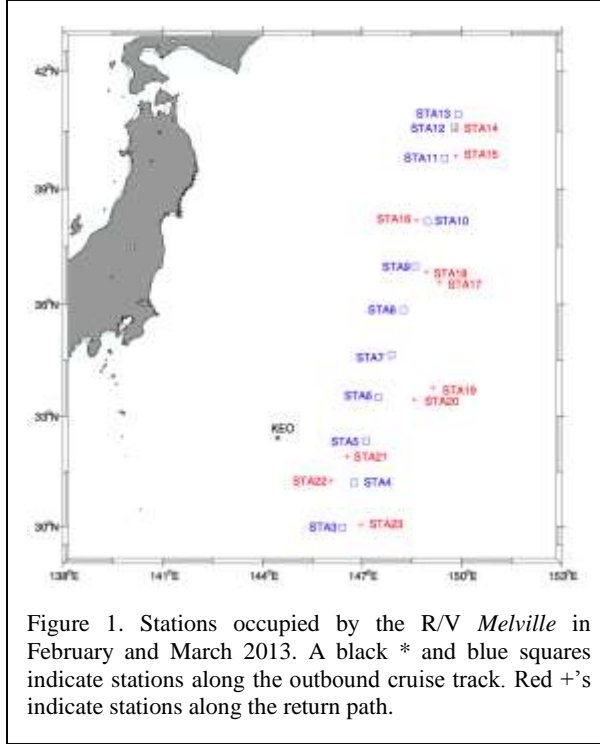 42°N
STA13
STA12 STA14
STA11 STA15
39°N
STA16 STA10
STA9 STA18
STA17
36°N
STA8
STA7
STA19
STA6 STA20
33°N
KEO
STA5
STA21
STA22 STA4
30°N
STA3 STA23
138°E 141°E 144°E 147°E 150°E 153°E
Figure 1. Stations occupied by the R/V Melville in
February and March 2013. A black * and blue squares
indicate stations along the outbound cruise track. Red +'s
indicate stations along the return path.